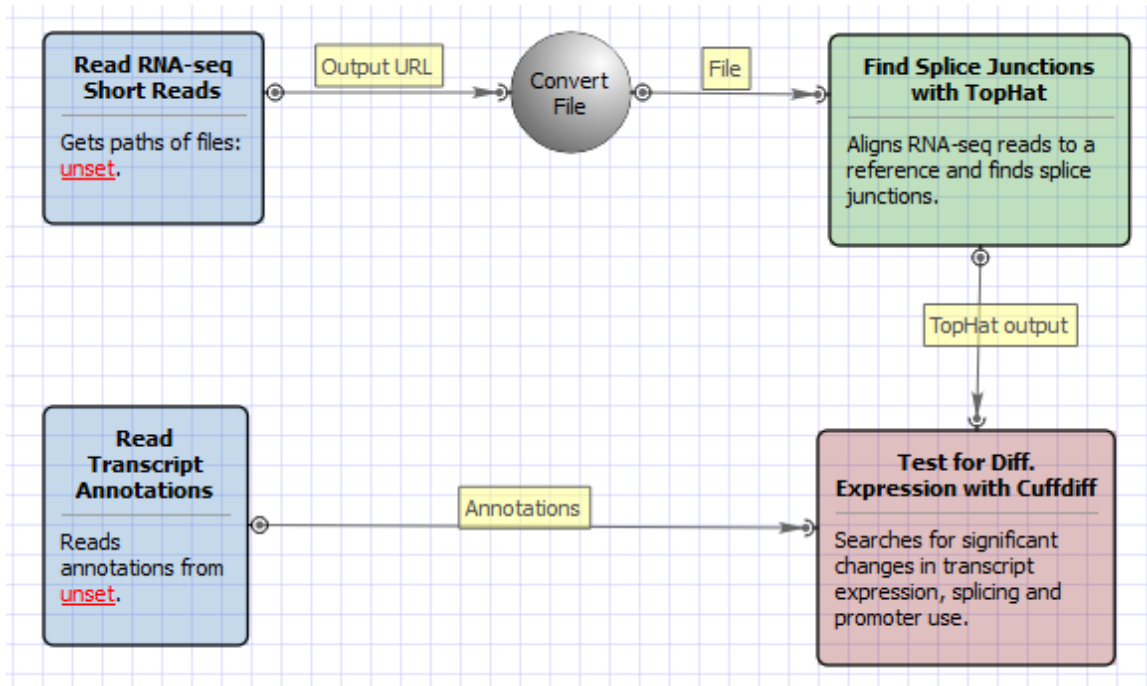 Read RNA-seq
Short Reads
Gets paths of files:
unset.
Output URL
Convert
File
File
Find Splice Junctions
with TopHat
Aligns RNA-seq reads to a
reference and finds splice
junctions.
TopHat output
Read
Transcript
Annotations
Reads
annotations from
unset.
Annotations
Test for Diff.
Expression with Cuffdiff
Searches for significant
changes in transcript
expression, splicing and
promoter use.